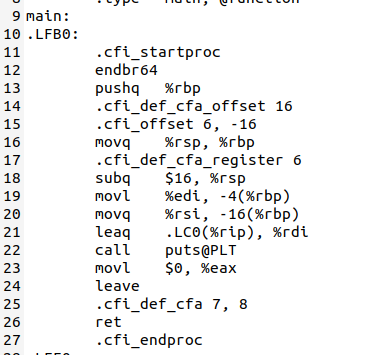 8 .type main, @function
9 main:
10 .LFB0:
11 .cfi_startproc
12 endbr64
13 pushq %rbp
14 .cfi_def_cfa_offset 16
15 .cfi_offset 6, -16
16 movq %rsp, %rbp
17 .cfi_def_cfa_register 6
18 subq $16, %rsp
19 movl %edi, -4(%rbp)
20 movq %rsi, -16(%rbp)
21 leaq .LC0(%rip), %rdi
22 call puts@PLT
23 movl $0, %eax
24 leave
25 .cfi_def_cfa 7, 8
26 ret
27 .cfi_endproc